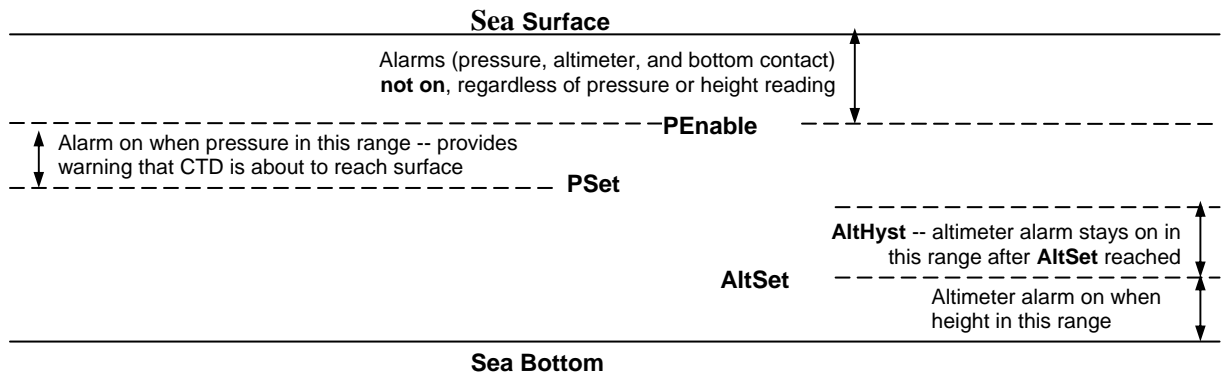 Sea Surface
Alarms (pressure, altimeter, and bottom contact)
not on, regardless of pressure or height reading
PEnable
Alarm on when pressure in this range -- provides
warning that CTD is about to reach surface
PSet
AltHyst -- altimeter alarm stays on in
this range after AltSet reached
AltSet
Altimeter alarm on when
height in this range
Sea Bottom